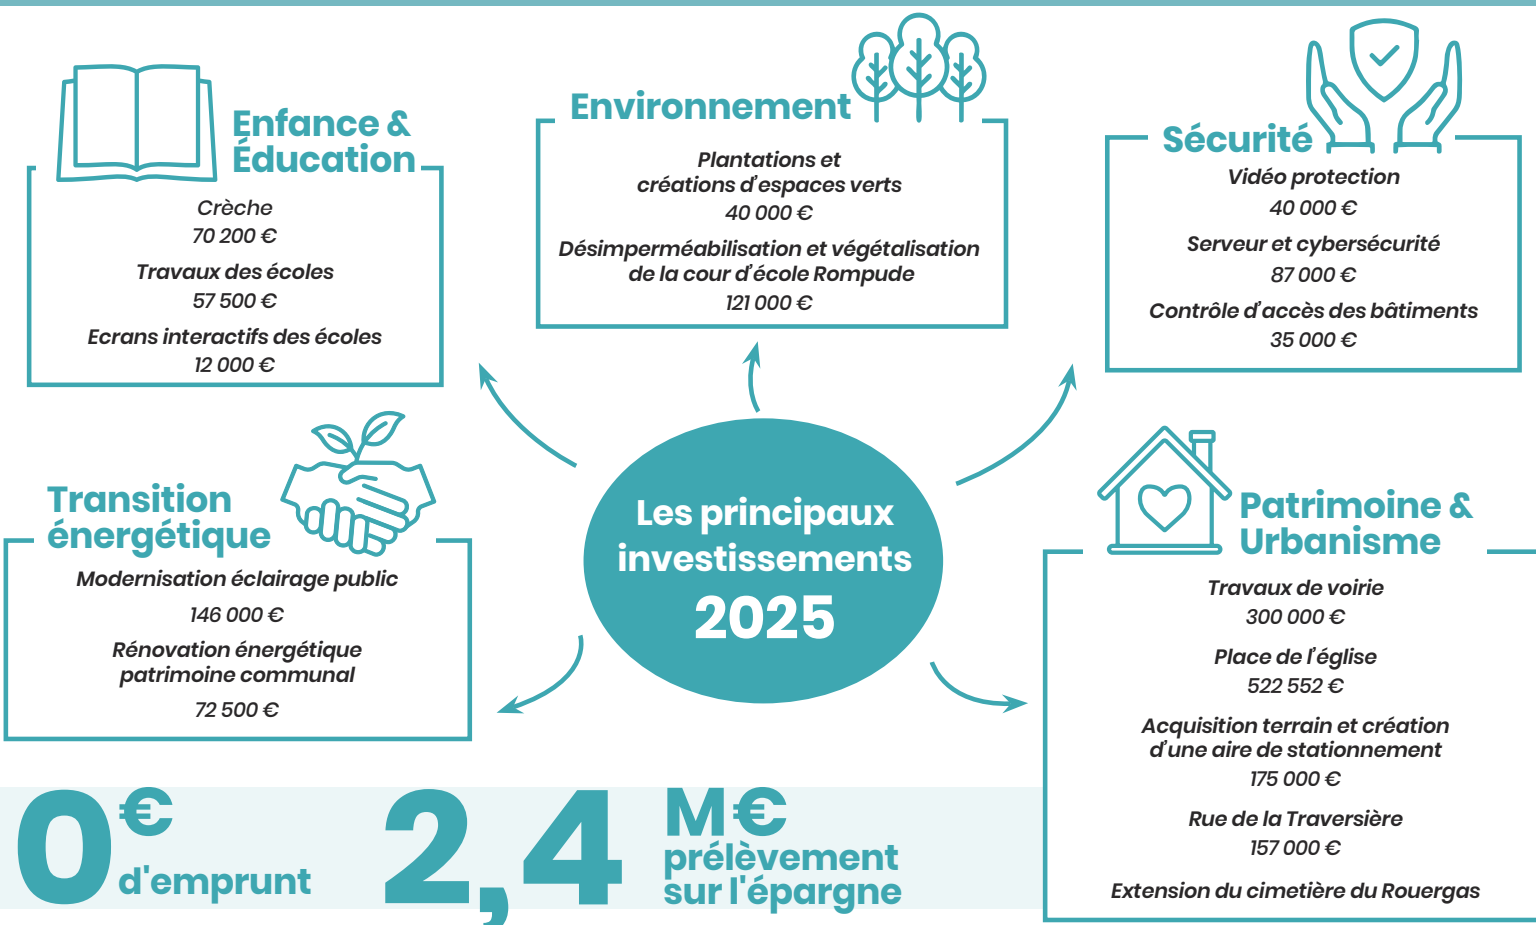 Enfance &
Éducation
Crèche
70 200 €
Travaux des écoles
57 500 €
Ecrans interactifs des écoles
12 000 €
Environnement
Plantations et
créations d'espaces verts
40 000 €
Désimperméabilisation et végétalisation
de la cour d'école Rompude
121 000 €
Sécurité
Vidéo protection
40 000 €
Serveur et cybersécurité
87 000 €
Contrôle d'accès des bâtiments
35 000 €
Transition
énergétique
Modernisation éclairage public
146 000 €
Rénovation énergétique
patrimoine communal
72 500 €
Les principaux
investissements
2025
Patrimoine &
Urbanisme
Travaux de voirie
300 000 €
Place de l'église
522 552 €
Acquisition terrain et création
d'une aire de stationnement
175 000 €
Rue de la Traversière
157 000 €
Extension du cimetière du Rouergas
0 €
d'emprunt
2,4 M€
prélèvement
sur l'épargne